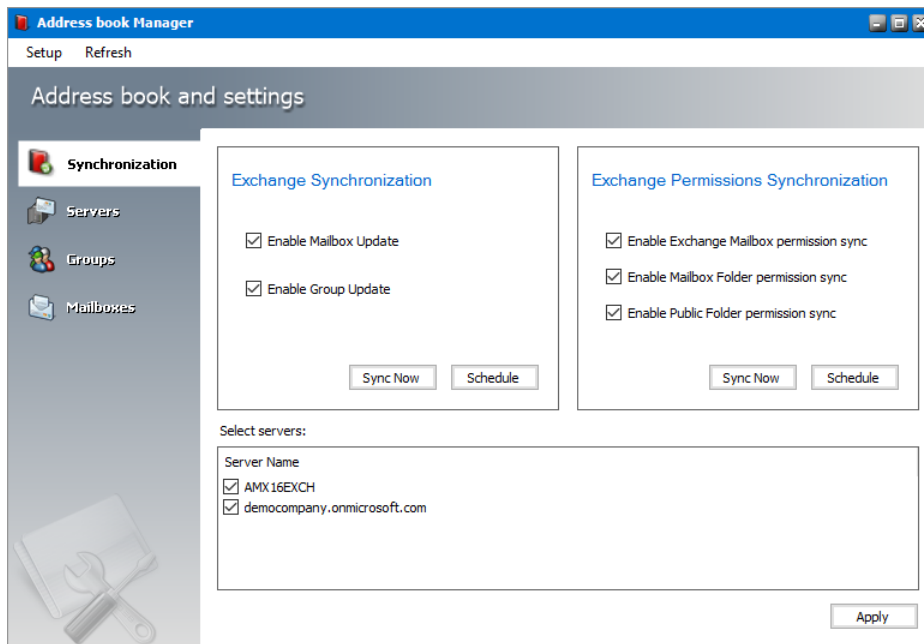 Address book Manager
Setup Refresh
Address book and settings
Synchronization
Servers
Groups
Mailboxes
Exchange Synchronization
Enable Mailbox Update
Enable Group Update
Sync Now Schedule
Exchange Permissions Synchronization
Enable Exchange Mailbox permission sync
Enable Mailbox Folder permission sync
Enable Public Folder permission sync
Sync Now Schedule
Select servers:
Server Name
AMX16EXCH
democompany.onmicrosoft.com
Apply